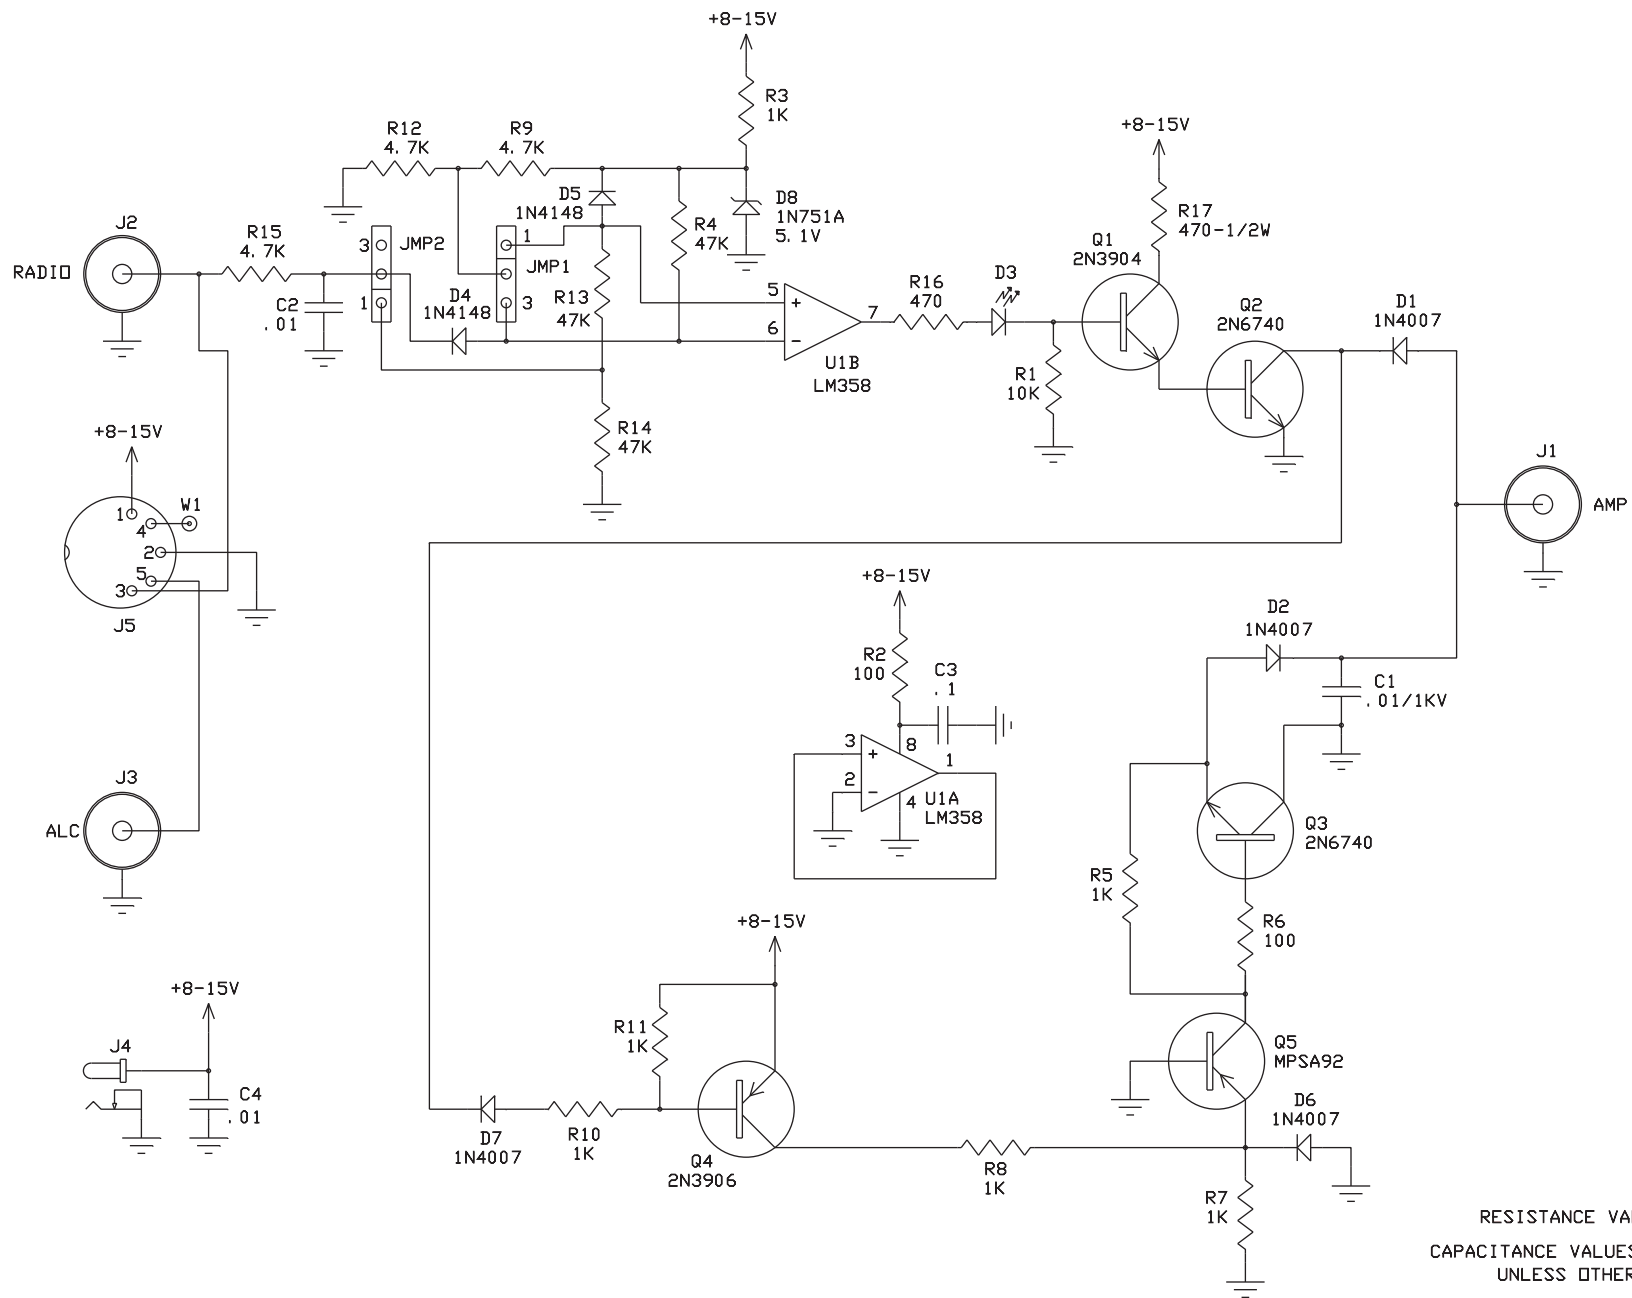 +8-15V
R3
1K
R12
4.7K
R9
4.7K
+8-15V
D5
1N4148
D8
1N751A
5.1V
J2
R15
4.7K
3
JMP2
1
JMP1
R4
47K
R17
470-1/2W
Q1
2N3904
RADIO
C2
.01
1
D4
1N4148
3
R13
47K
5
+
6
-
7
U1B
LM358
R16
470
D3
Q2
2N6740
D1
1N4007
R1
10K
+8-15V
R14
47K
J1
AMP
W1
1
4
2
5
3
J5
+8-15V
D2
1N4007
R2
100
C3
.1
C1
.01/1KV
3
+
8
1
2
-
4
U1A
LM358
J3
ALC
Q3
2N6740
R5
1K
R6
100
+8-15V
+8-15V
R11
1K
J4
Q5
MPSA92
C4
.01
D6
1N4007
D7
1N4007
R10
1K
Q4
2N3906
R8
1K
R7
1K
RESISTANCE
CAPACITANCE VALUES
UNLESS